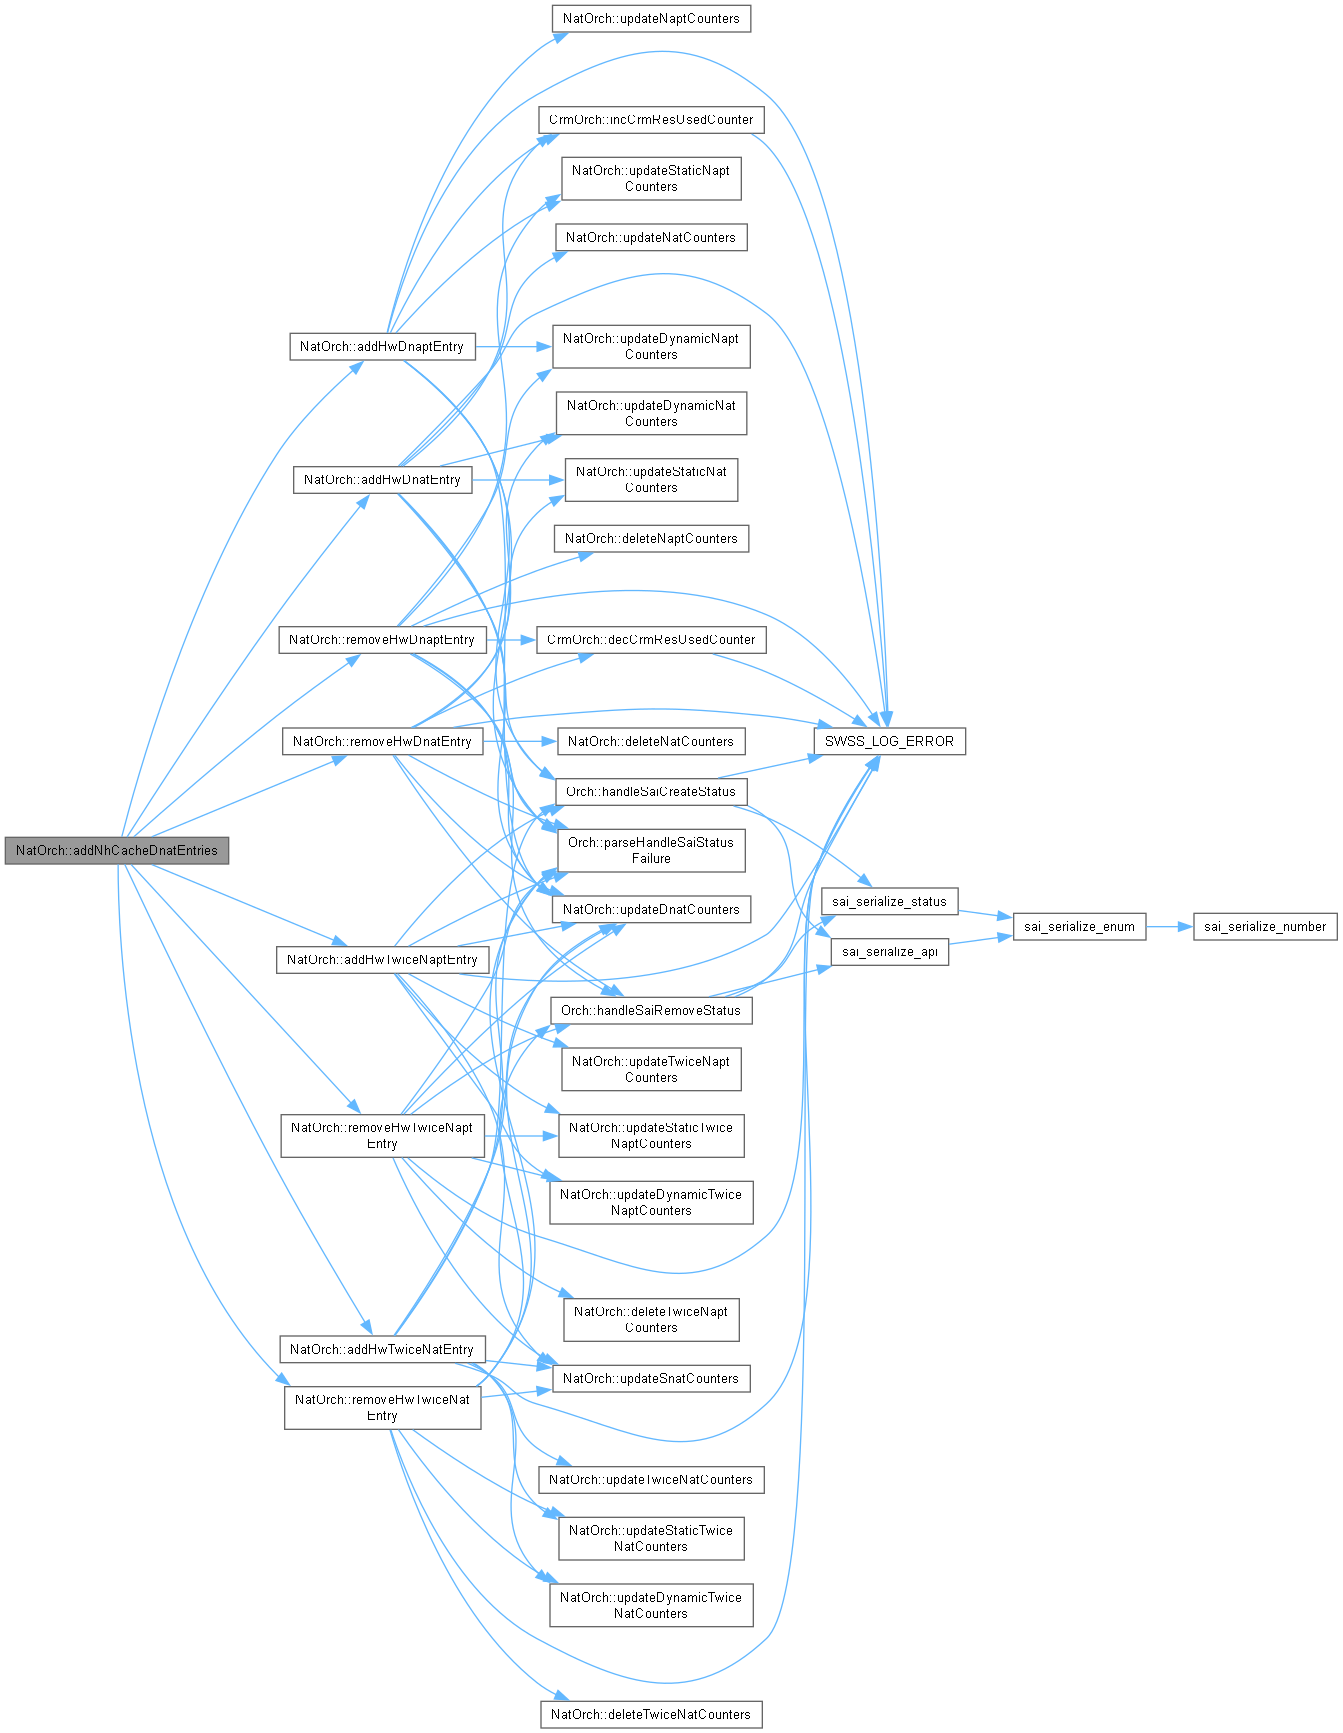 NatOrch::updateNaptCounters
CrmOrch::incCrmResUsedCounter
NatOrch::updateStaticNapt
Counters
NatOrch::updateNatCounters
NatOrch::addHwDnaptEntry
NatOrch::updateDynamicNapt
Counters
NatOrch::updateDynamicNat
Counters
NatOrch::addHwDnatEntry
NatOrch::updateStaticNat
Counters
NatOrch::deleteNaptCounters
NatOrch::removeHwDnaptEntry
CrmOrch::decCrmResUsedCounter
NatOrch::removeHwDnatEntry
NatOrch::deleteNatCounters
SWSS_LOG_ERROR
Orch::handleSaiCreateStatus
NatOrch::addNhCacheDnatEntries
Orch::parseHandleSaiStatus
Failure
sai_serialize_status
NatOrch::updateDnatCounters
sai_serialize_enum
sai_serialize_number
sai_serialize_api
NatOrch::addHwTwiceNaptEntry
Orch::handleSaiRemoveStatus
NatOrch::updateTwiceNapt
Counters
NatOrch::removeHwTwiceNapt
Entry
NatOrch::updateStaticTwice
NaptCounters
NatOrch::updateDynamicTwice
NaptCounters
NatOrch::deleteTwiceNapt
Counters
NatOrch::addHwTwiceNatEntry
NatOrch::updateSnatCounters
NatOrch::removeHwTwiceNat
Entry
NatOrch::updateTwiceNatCounters
NatOrch::updateStaticTwice
NatCounters
NatOrch::updateDynamicTwice
NatCounters
NatOrch::deleteTwiceNatCounters